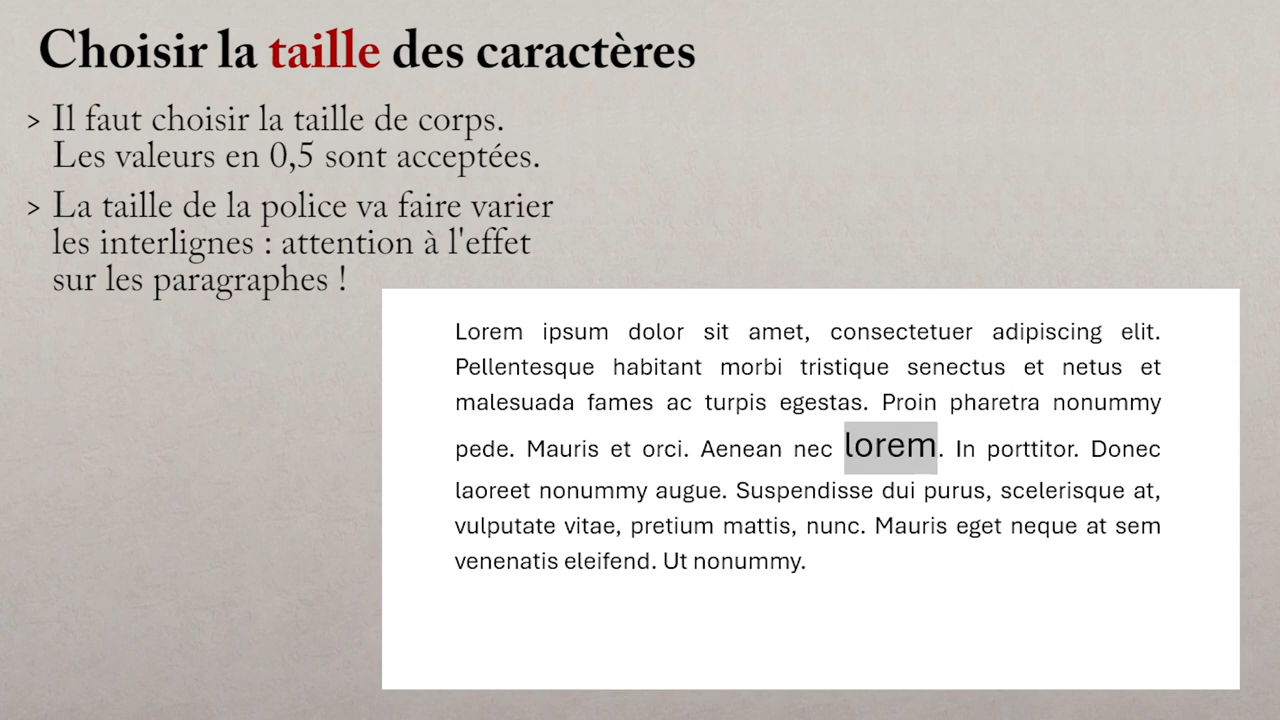 Choisir la taille des caractères
> Il faut choisir la taille de corps.
Les valeurs en 0,5 sont acceptées.
> La taille de la police va faire varier
les interlignes : attention à l'effet
sur les paragraphes !
Lorem ipsum dolor sit amet, consectetuer adipiscing elit.
Pellentesque habitant morbi tristique senectus et netus et
malesuada fames ac turpis egestas. Proin pharetra nonummy
pede. Mauris et orci. Aenean nec lorem. In porttitor. Donec
laoreet nonummy augue. Suspendisse dui purus, scelerisque at,
vulputate vitae, pretium mattis, nunc. Mauris eget neque at sem
venenatis eleifend. Ut nonummy.